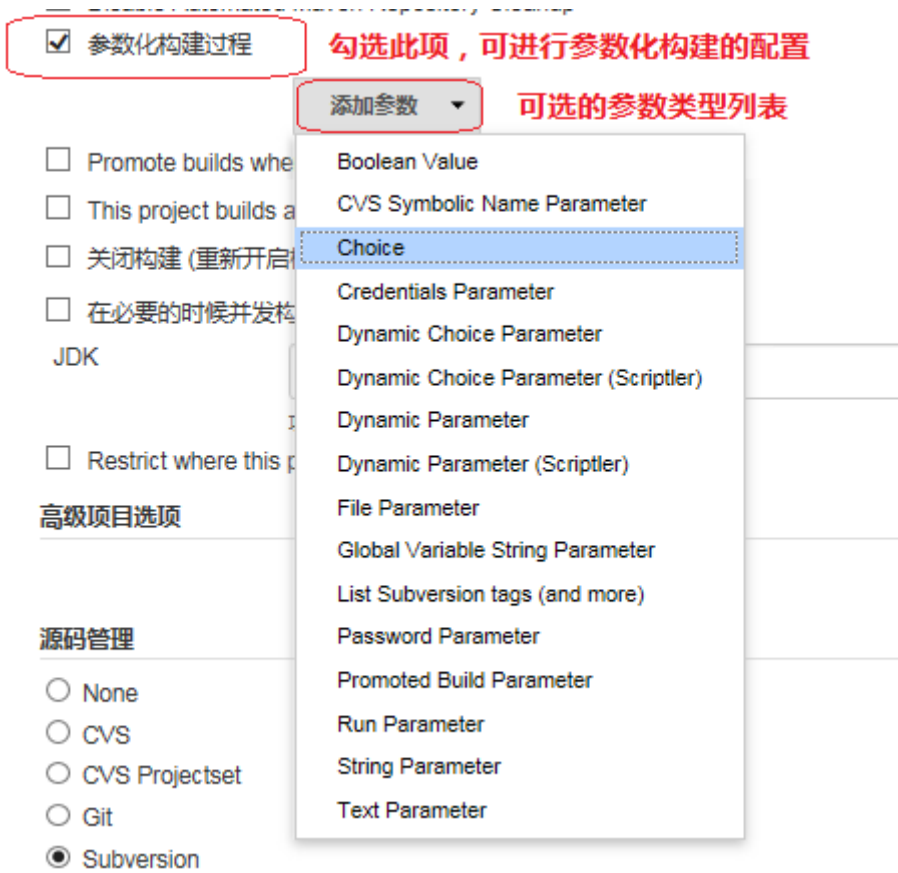 Disable Automated Maven Repository Cleanup
参数化构建过程 勾选此项，可进行参数化构建的配置
添加参数 可选的参数类型列表
Boolean Value
Promote builds whe
CVS Symbolic Name Parameter
This project builds a
Choice
关闭构建 (重新开启
Credentials Parameter
在必要的时候并发构
Dynamic Choice Parameter
JDK
Dynamic Choice Parameter (Scriptler)
Dynamic Parameter
Restrict where this p
Dynamic Parameter (Scriptler)
File Parameter
高级项目选项
Global Variable String Parameter
List Subversion tags (and more)
源码管理
Password Parameter
Promoted Build Parameter
None
Run Parameter
CVS
String Parameter
CVS Projectset
Text Parameter
Git
Subversion